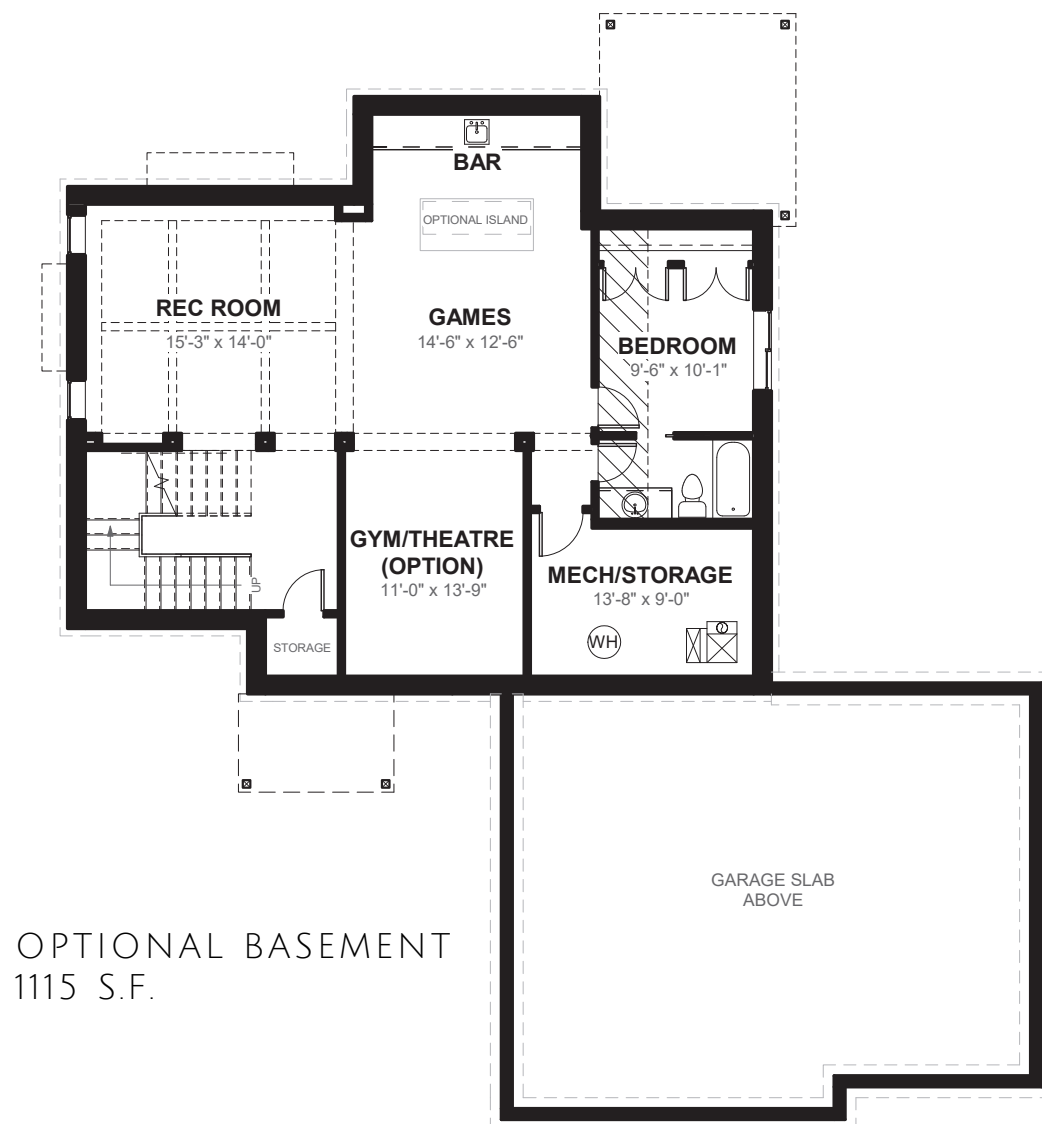 BAR
OPTIONAL ISLAND
REC ROOM
15'-3" x 14'-0"
GAMES
14'-6" x 12'-6"
BEDROOM
9'-6" x 10'-1"
GYM/THEATRE
(OPTION)
11'-0" x 13'-9"
MECH/STORAGE
13'-8" x 9'-0"
UP
STORAGE
WH
GARAGE SLAB
ABOVE
OPTIONAL BASEMENT
1115 S.F.